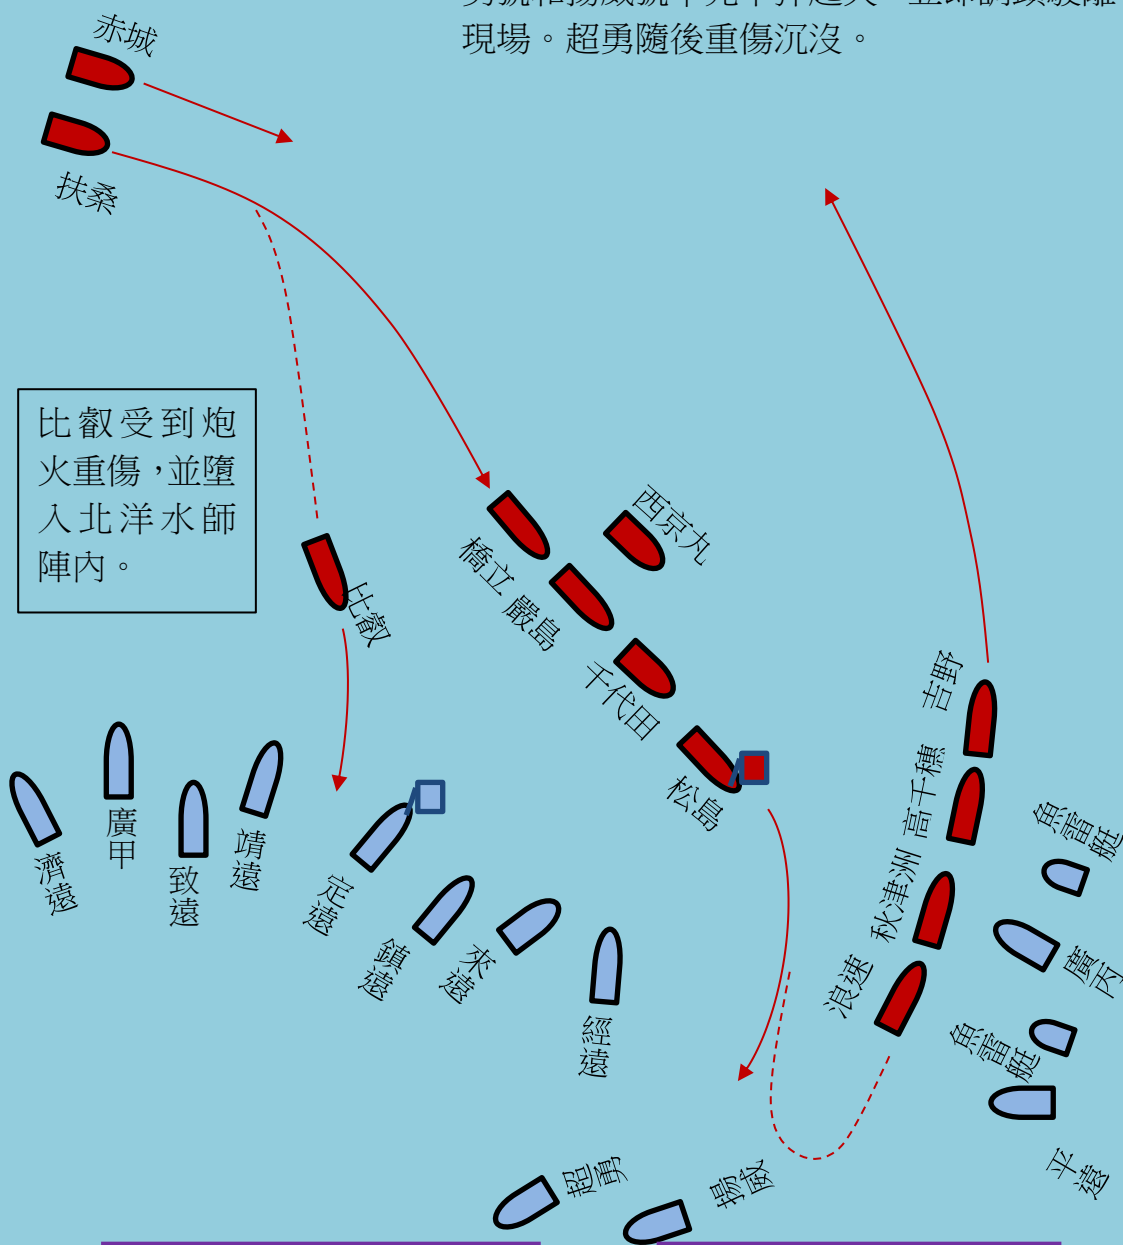 現場。超勇隨後重傷沉沒。
赤城
扶桑
比叡受到炮
火重傷，並墮
入北洋水師
陣內。
西京丸
橋立
嚴島
比叡
千代田
吉野
松島
高千穗
魚雷艇
廣甲
靖遠
濟遠
致遠
定遠
秋津洲
鎮遠
來遠
浪速
廣丙
經遠
魚雷艇
平遠
超勇
揚威